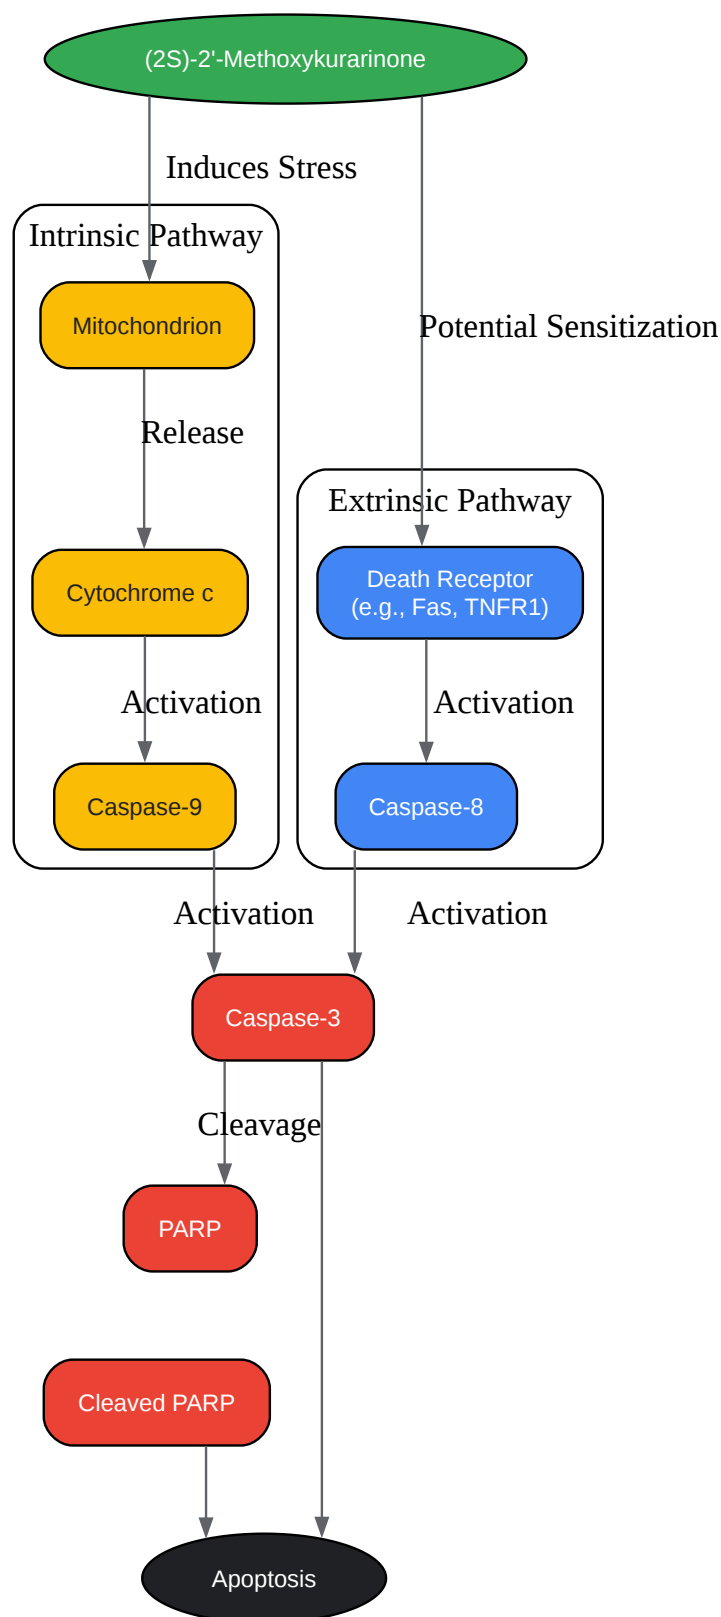 (2S)-2'-Methoxykurarinone
Induces Stress
Intrinsic Pathway
Mitochondrion
Potential Sensitization
Release
Extrinsic Pathway
Death Receptor
(e.g., Fas, TNFR1)
Cytochrome c
Activation
Activation
Caspase-9
Caspase-8
Activation
Activation
Caspase-3
Cleavage
PARP
Cleaved PARP
Apoptosis